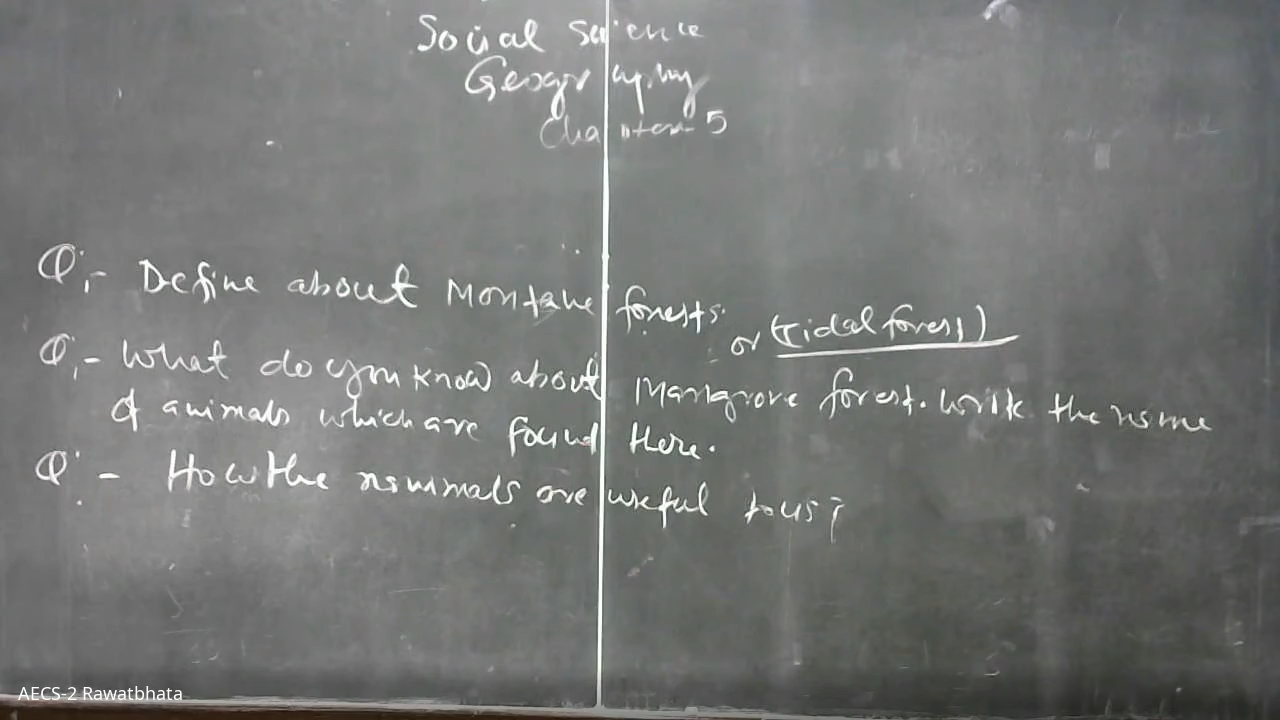 Social Science
Geography
Chapter 5
Q:- Define about Montane forests.
or (Tidal forest)
Q:- What do you know about Mangrove forest. Write the name
of animals which are found there.
Q:- How the nammals are useful to us?
AECS-2 Rawatbhata